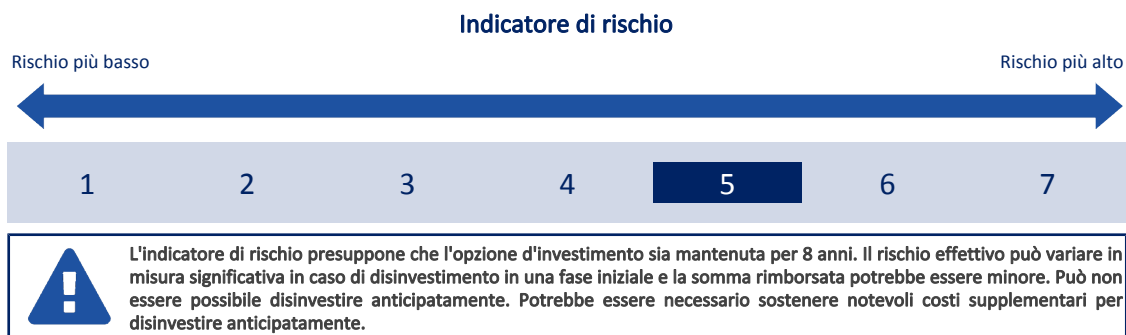 Indicatore di rischio
Rischio più basso
Rischio più alto
1 2 3 4 5 6 7
L'indicatore di rischio presuppone che l'opzione d'investimento sia mantenuta per 8 anni. Il rischio effettivo può variare in
misura significativa in caso di disinvestimento in una fase iniziale e la somma rimborsata potrebbe essere minore. Può non
essere possibile disinvestire anticipatamente. Potrebbe essere necessario sostenere notevoli costi supplementari per
disinvestire anticipatamente.